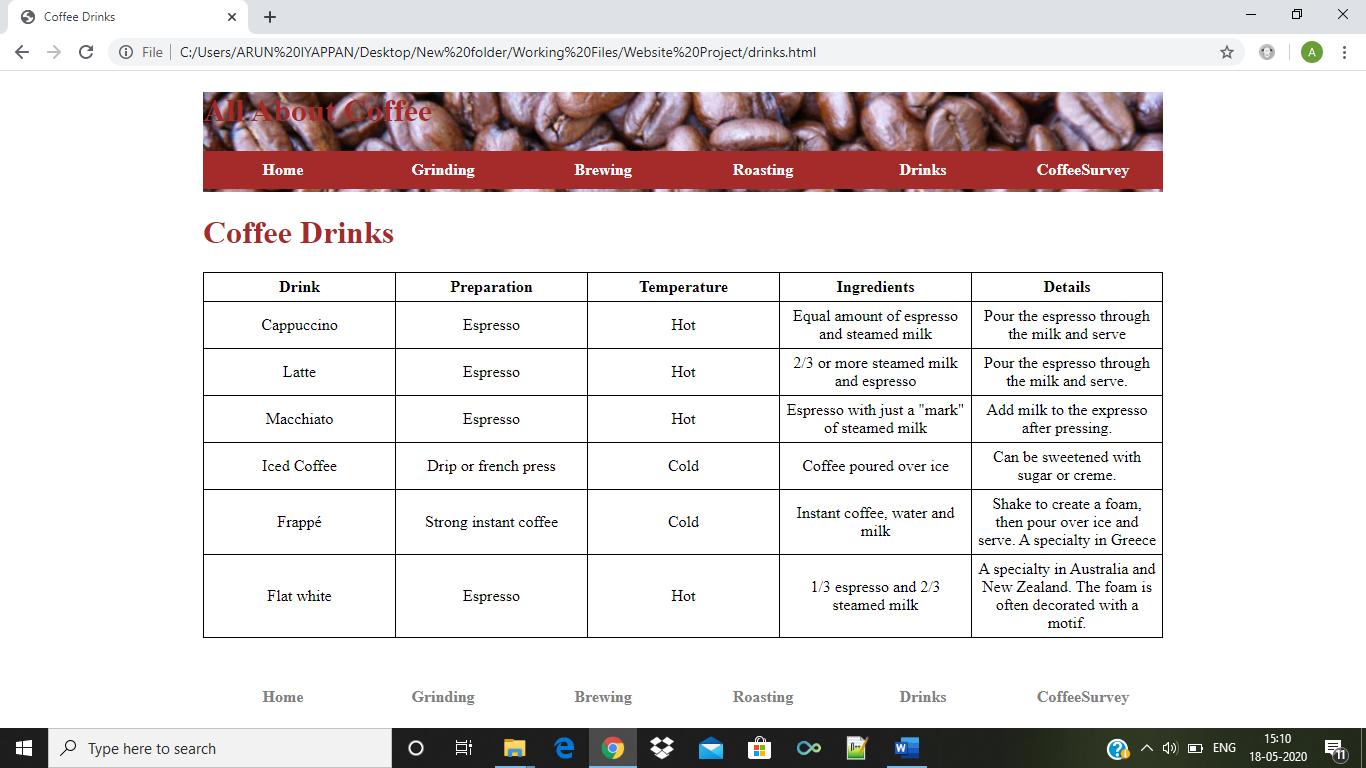 Coffee Drinks
File | C:/Users/ARUN%20IYAPPAN/Desktop/New%20folder/Working%20Files/Website%20Project/drinks.html
A
All About Coffee
Home Grinding Brewing Roasting Drinks CoffeeSurvey
Coffee Drinks
Drink Preparation Temperature Ingredients Details
Cappuccino Espresso Hot Equal amount of espresso and steamed milk Pour the espresso through the milk and serve
Latte Espresso Hot 2/3 or more steamed milk and espresso Pour the espresso through the milk and serve.
Macchiato Espresso Hot Espresso with just a "mark" of steamed milk Add milk to the expresso after pressing.
Iced Coffee Drip or french press Cold Coffee poured over ice Can be sweetened with sugar or creme.
Frappé Strong instant coffee Cold Instant coffee, water and milk Shake to create a foam, then pour over ice and serve. A specialty in Greece
Flat white Espresso Hot 1/3 espresso and 2/3 steamed milk A specialty in Australia and New Zealand. The foam is often decorated with a motif.
Home Grinding Brewing Roasting Drinks CoffeeSurvey
Type here to search
ENG
15:10
18-05-2020
11